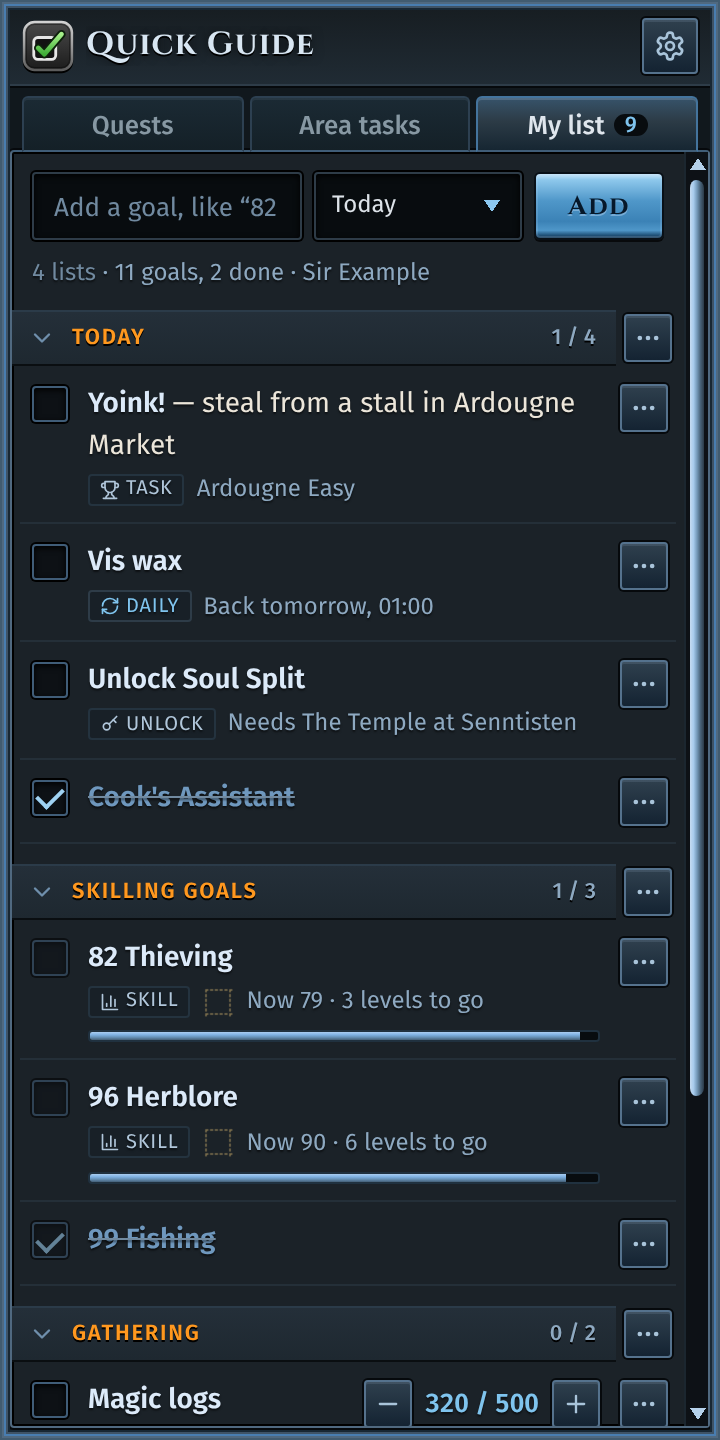 Quick Guide
Quests
Area tasks
My list 9
Add a goal, like “82
Today
ADD
4 lists · 11 goals, 2 done · Sir Example
TODAY 1 / 4
Yoink! — steal from a stall in Ardougne
Market
TASK Ardougne Easy
Vis wax
DAILY Back tomorrow, 01:00
Unlock Soul Split
UNLOCK Needs The Temple at Senntisten
Cook's Assistant
SKILLING GOALS 1 / 3
82 Thieving
SKILL Now 79 · 3 levels to go
96 Herblore
SKILL Now 90 · 6 levels to go
99 Fishing
GATHERING 0 / 2
Magic logs − 320 / 500 +